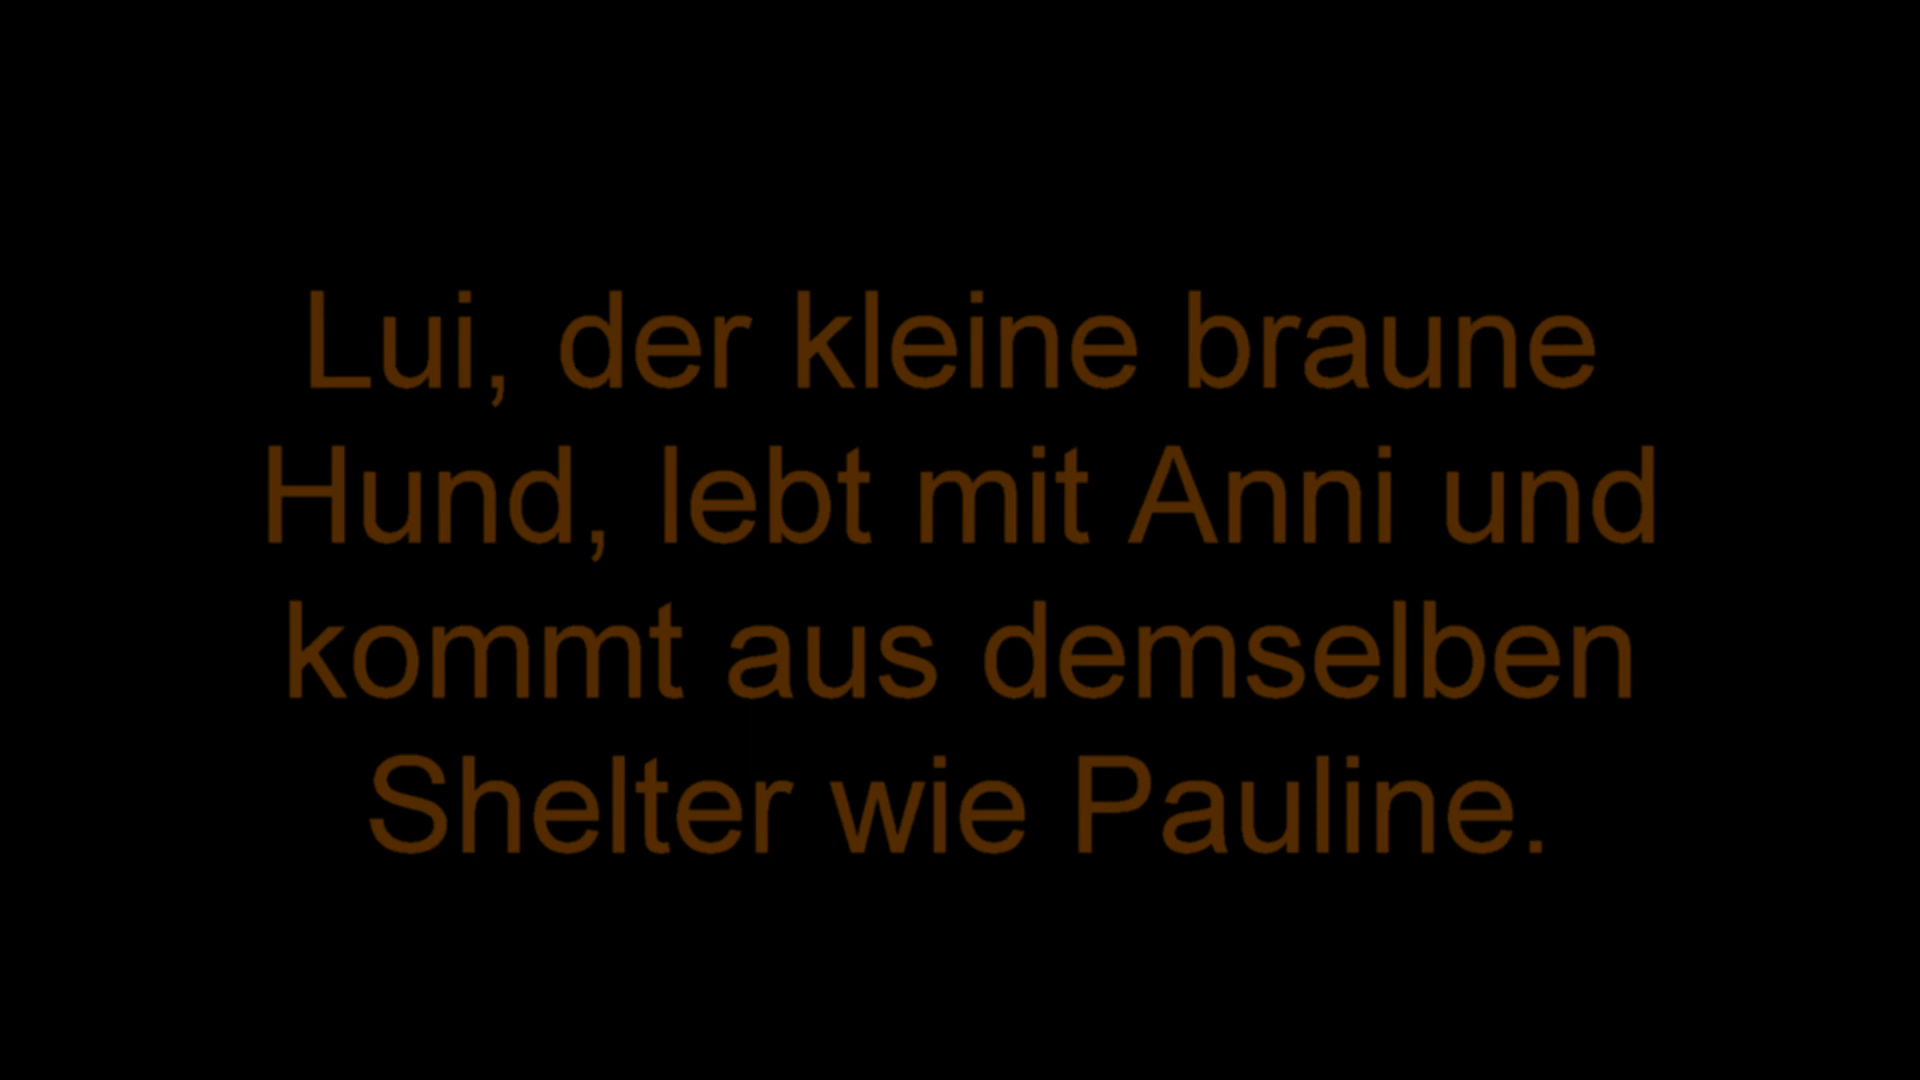 Lui, der kleine braune
Hund, lebt mit Anni und
kommt aus demselben
Shelter wie Pauline.